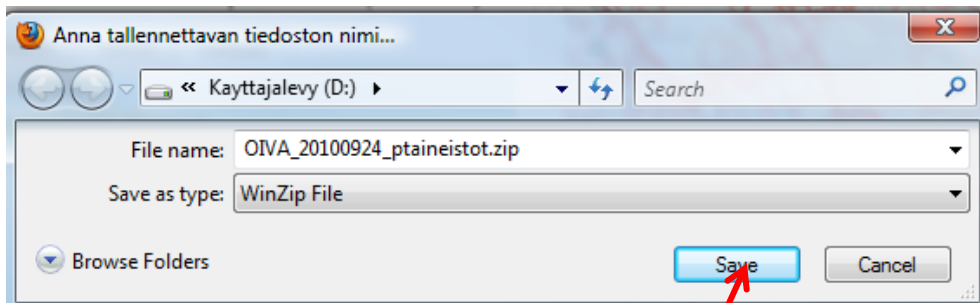 Anna tallennettavan tiedoston nimi...
« Kayttajalevy (D:) Search
File name: OIVA_20100924_ptaineistot.zip
Save as type: WinZip File
Browse Folders Save Cancel